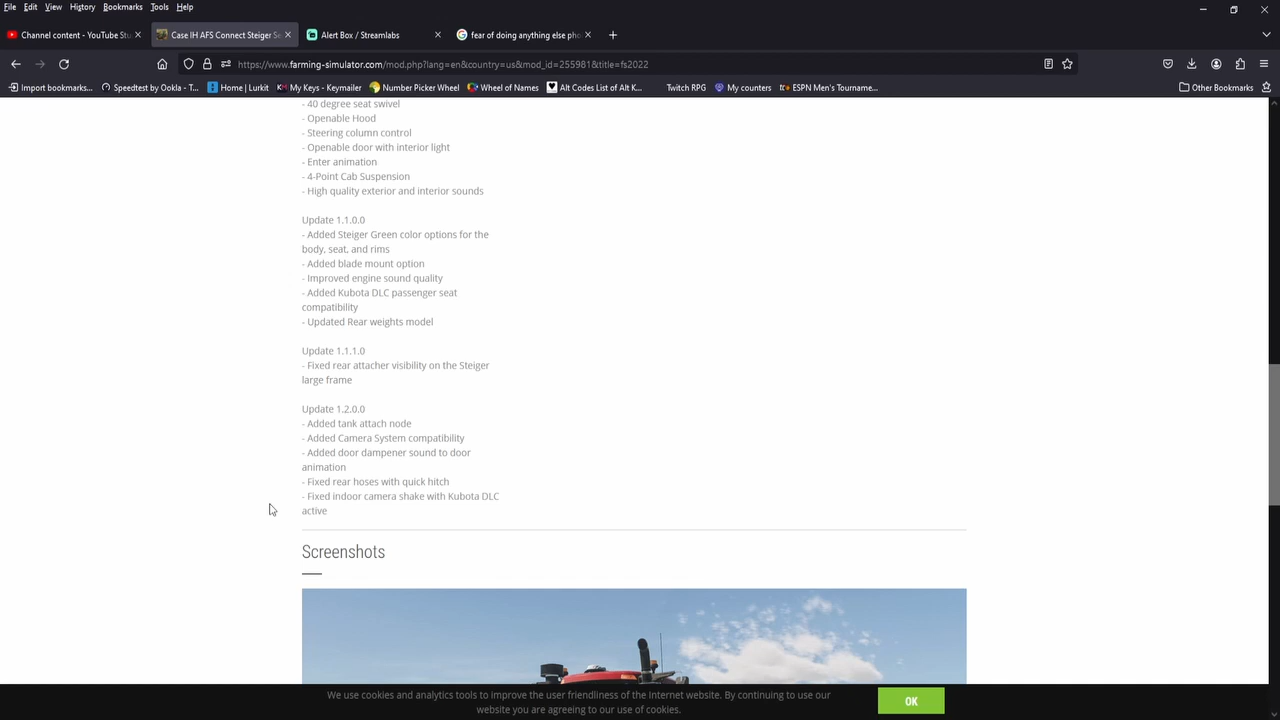 File Edit View History Bookmarks Tools Help
Channel content - YouTube Stu
Case IH AFS Connect Steiger Se
Alert Box / Streamlabs
fear of doing anything else pho
https://www.farming-simulator.com/mod.php?lang=en&country=us&mod_id=255981&title=fs2022
Import bookmarks...
Speedtest by Ookla - T...
Home | Lurkit
My Keys - Keymailer
Number Picker Wheel
Wheel of Names
Alt Codes List of Alt K...
Twitch RPG
My counters
ESPN Men's Tourname...
Other Bookmarks
- 40 degree seat swivel
- Openable Hood
- Steering column control
- Openable door with interior light
- Enter animation
- 4-Point Cab Suspension
- High quality exterior and interior sounds
Update 1.1.0.0
- Added Steiger Green color options for the
body, seat, and rims
- Added blade mount option
- Improved engine sound quality
- Added Kubota DLC passenger seat
compatibility
- Updated Rear weights model
Update 1.1.1.0
- Fixed rear attacher visibility on the Steiger
large frame
Update 1.2.0.0
- Added tank attach node
- Added Camera System compatibility
- Added door dampener sound to door
animation
- Fixed rear hoses with quick hitch
- Fixed indoor camera shake with Kubota DLC
active
Screenshots
We use cookies and analytics tools to improve the user friendliness of the Internet website. By continuing to use our
website you are agreeing to our use of cookies.
OK